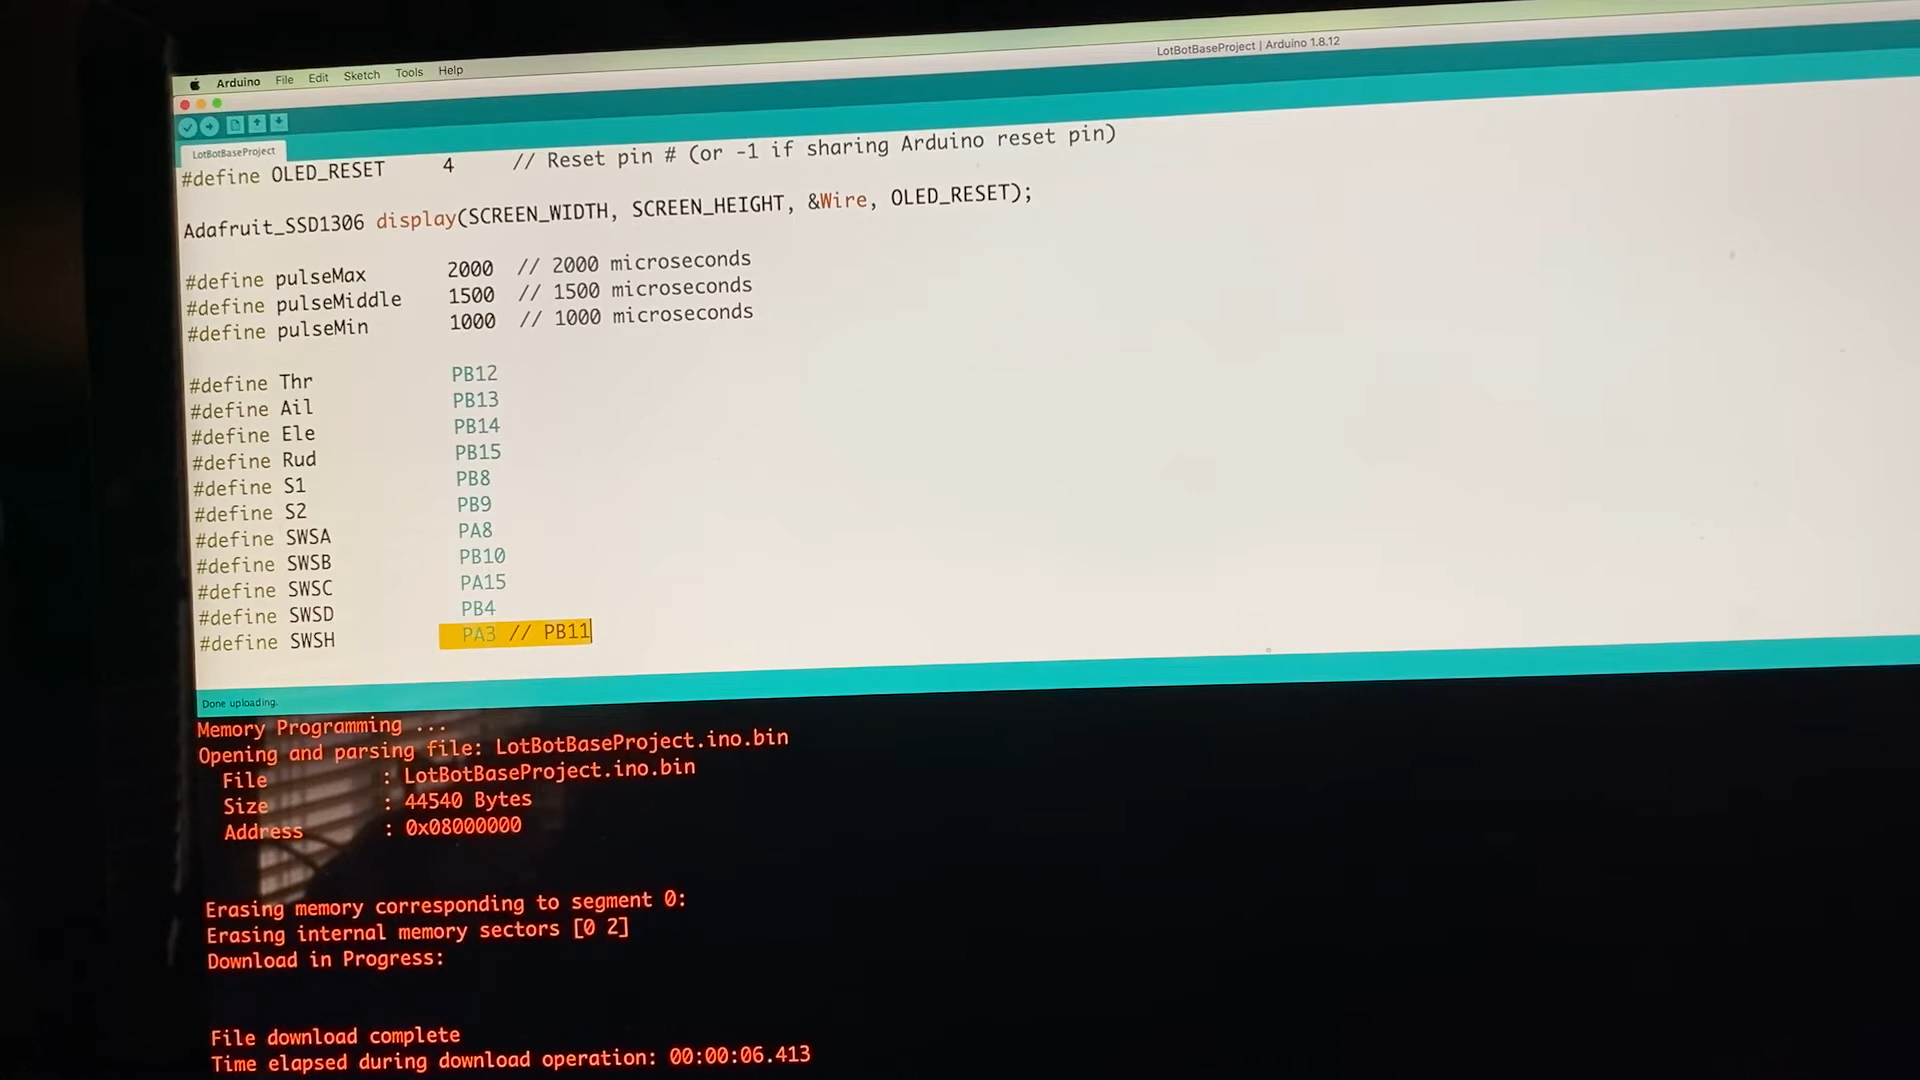 LotBotBaseProject | Arduino 1.8.12
Arduino File Edit Sketch Tools Help
LotBotBaseProject
#define OLED_RESET 4 // Reset pin # (or -1 if sharing Arduino reset pin)
Adafruit_SSD1306 display(SCREEN_WIDTH, SCREEN_HEIGHT, &Wire, OLED_RESET);
#define pulseMax 2000 // 2000 microseconds
#define pulseMiddle 1500 // 1500 microseconds
#define pulseMin 1000 // 1000 microseconds
#define Thr PB12
#define Ail PB13
#define Ele PB14
#define Rud PB15
#define S1 PB8
#define S2 PB9
#define SWSA PA8
#define SWSB PB10
#define SWSC PA15
#define SWSD PB4
#define SWSH PA3 // PB11
Done uploading.
Memory Programming ...
Opening and parsing file: LotBotBaseProject.ino.bin
File : LotBotBaseProject.ino.bin
Size : 44540 Bytes
Address : 0x08000000
Erasing memory corresponding to segment 0:
Erasing internal memory sectors [0 2]
Download in Progress:
File download complete
Time elapsed during download operation: 00:00:06.413